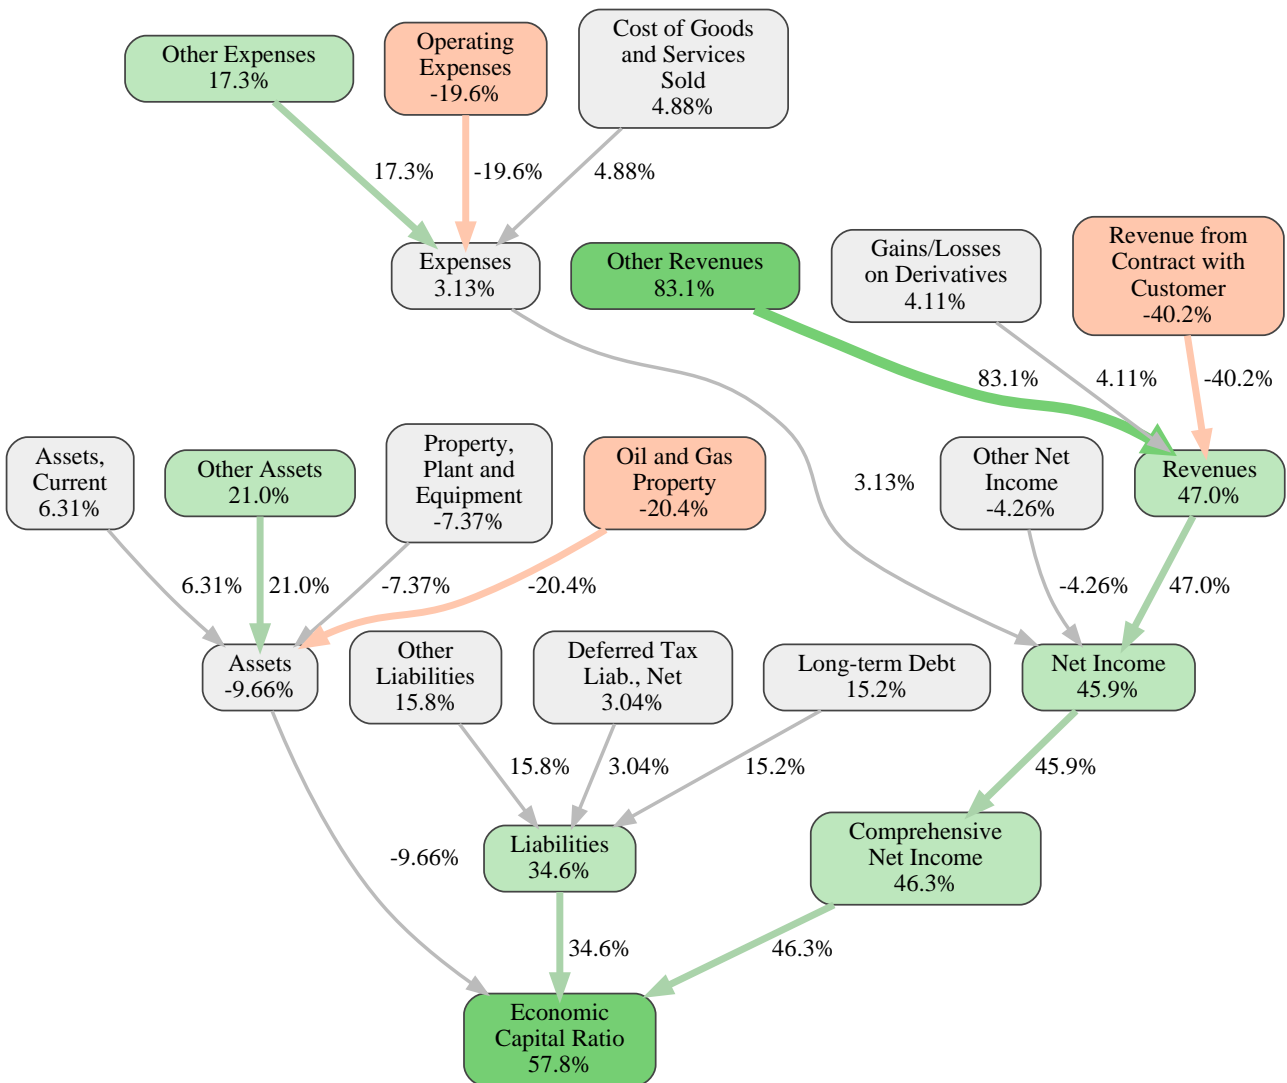 Other Expenses
17.3%
Operating
Expenses
-19.6%
Cost of Goods
and Services
Sold
4.88%
17.3%
-19.6%
4.88%
Expenses
3.13%
Other Revenues
83.1%
Gains/Losses
on Derivatives
4.11%
Revenue from
Contract with
Customer
-40.2%
83.1%
4.11%
-40.2%
Assets,
Current
6.31%
Other Assets
21.0%
Property,
Plant and
Equipment
-7.37%
Oil and Gas
Property
-20.4%
3.13%
Other Net
Income
-4.26%
Revenues
47.0%
6.31%
21.0%
-7.37%
-20.4%
-4.26%
47.0%
Assets
-9.66%
Other
Liabilities
15.8%
Deferred Tax
Liab., Net
3.04%
Long-term Debt
15.2%
Net Income
45.9%
15.8%
3.04%
15.2%
45.9%
-9.66%
Liabilities
34.6%
Comprehensive
Net Income
46.3%
34.6%
46.3%
Economic
Capital Ratio
57.8%